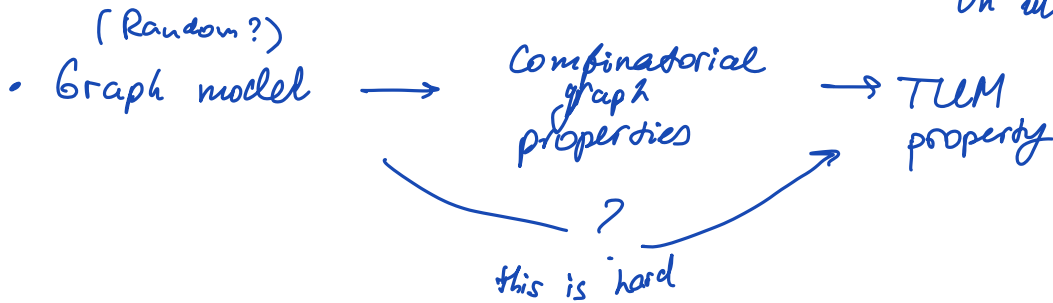 (Random?)
• Graph model → Combinatorial graph properties → TUM property
?
this is hard